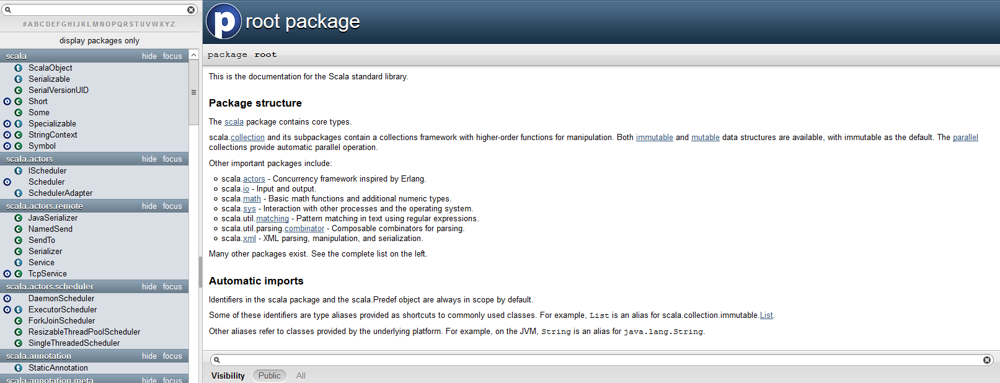 #ABCDEFGHIJKLMNOPQRSTUVWXYZ
display packages only
scala hide focus
ScalaObject
Serializable
SerialVersionUID
Short
Some
Specializable
StringContext
Symbol
scala.actors hide focus
IScheduler
Scheduler
SchedulerAdapter
scala.actors.remote hide focus
JavaSerializer
NamedSend
SendTo
Serializer
Service
TcpService
scala.actors.scheduler hide focus
DaemonScheduler
ExecutorScheduler
ForkJoinScheduler
ResizableThreadPoolScheduler
SingleThreadedScheduler
scala.annotation hide focus
StaticAnnotation
scala.annotation.meta hide focus
p root package
package root
This is the documentation for the Scala standard library.
Package structure
The scala package contains core types.
scala.collection and its subpackages contain a collections framework with higher-order functions for manipulation. Both immutable and mutable data structures are available, with immutable as the default. The parallel
collections provide automatic parallel operation.
Other important packages include:
scala.actors - Concurrency framework inspired by Erlang.
scala.io - Input and output.
scala.math - Basic math functions and additional numeric types.
scala.sys - Interaction with other processes and the operating system.
scala.util.matching - Pattern matching in text using regular expressions.
scala.util.parsing.combinator - Composable combinators for parsing.
scala.xml - XML parsing, manipulation, and serialization.
Many other packages exist. See the complete list on the left.
Automatic imports
Identifiers in the scala package and the scala.Predef object are always in scope by default.
Some of these identifiers are type aliases provided as shortcuts to commonly used classes. For example, List is an alias for scala.collection.immutable.List.
Other aliases refer to classes provided by the underlying platform. For example, on the JVM, String is an alias for java.lang.String.
Visibility Public All